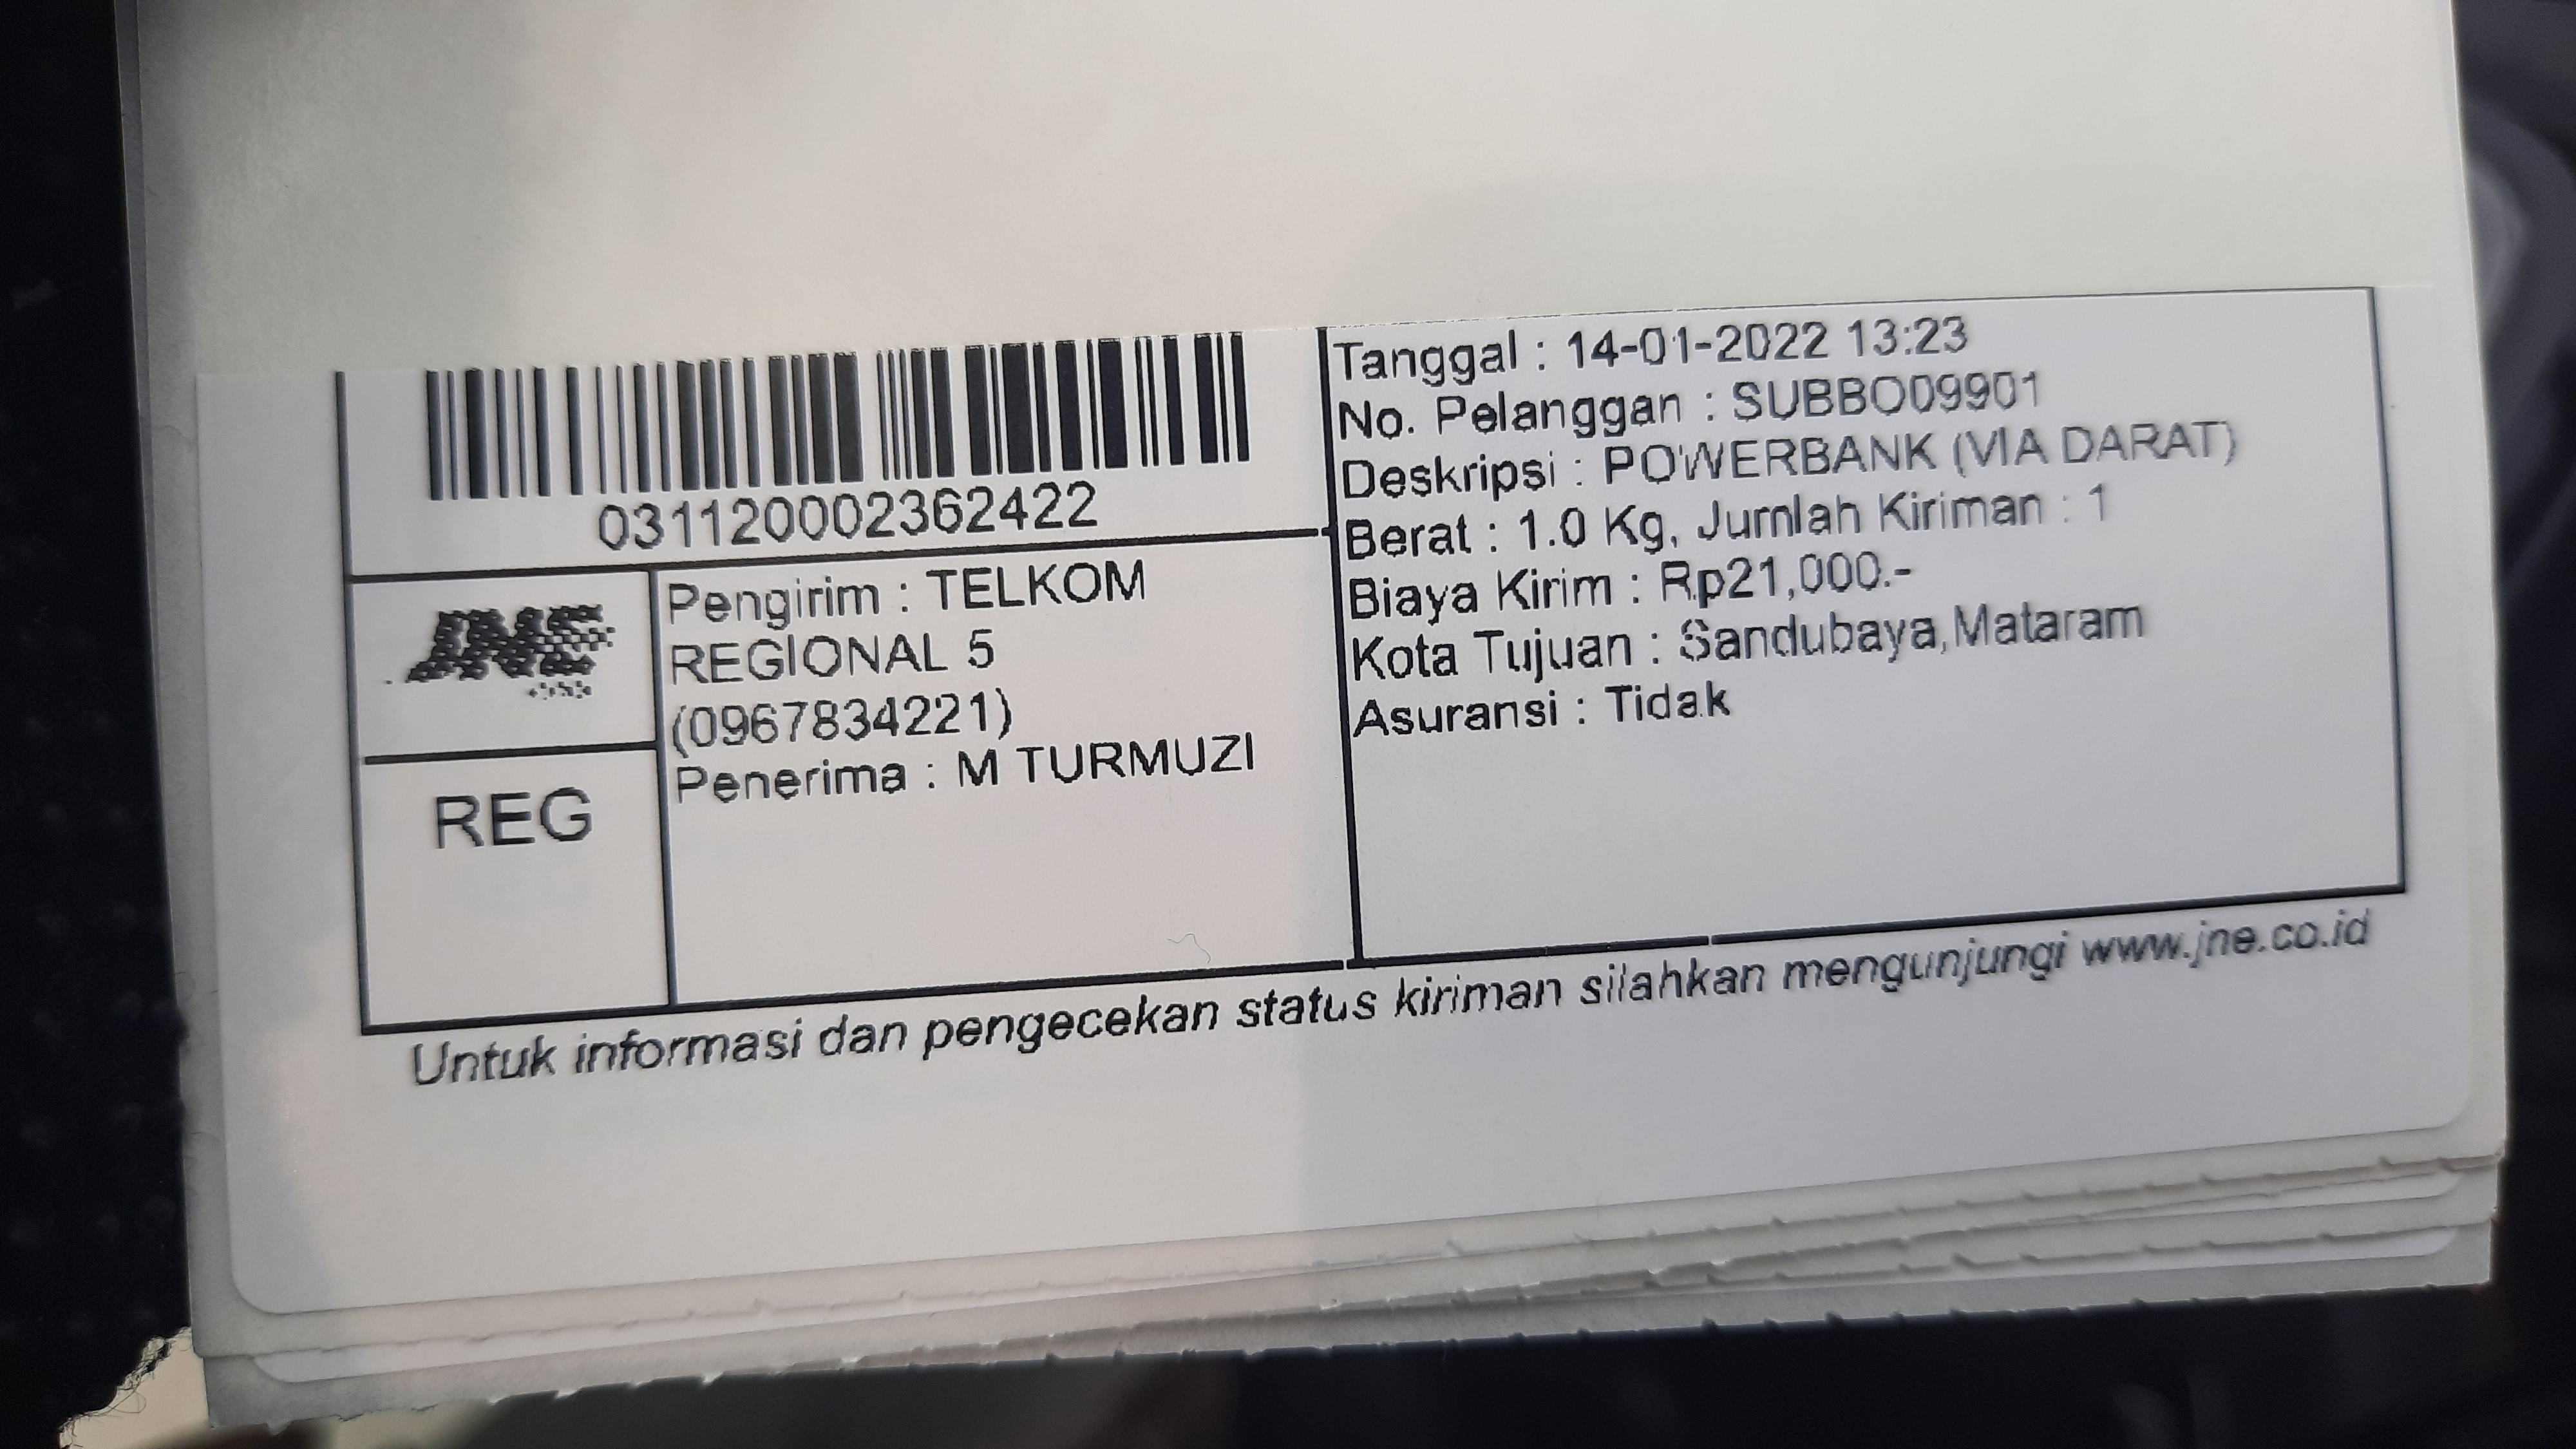 031120002362422
JNE
REG
Pengirim : TELKOM
REGIONAL 5
(0967834221)
Penerima : M TURMUZI
Tanggal : 14-01-2022 13:23
No. Pelanggan : SUBBO09901
Deskripsi : POWERBANK (VIA DARAT)
Berat : 1.0 Kg, Jumlah Kiriman : 1
Biaya Kirim : Rp21,000.-
Kota Tujuan : Sandubaya,Mataram
Asuransi : Tidak
Untuk informasi dan pengecekan status kiriman silahkan mengunjungi www.jne.co.id